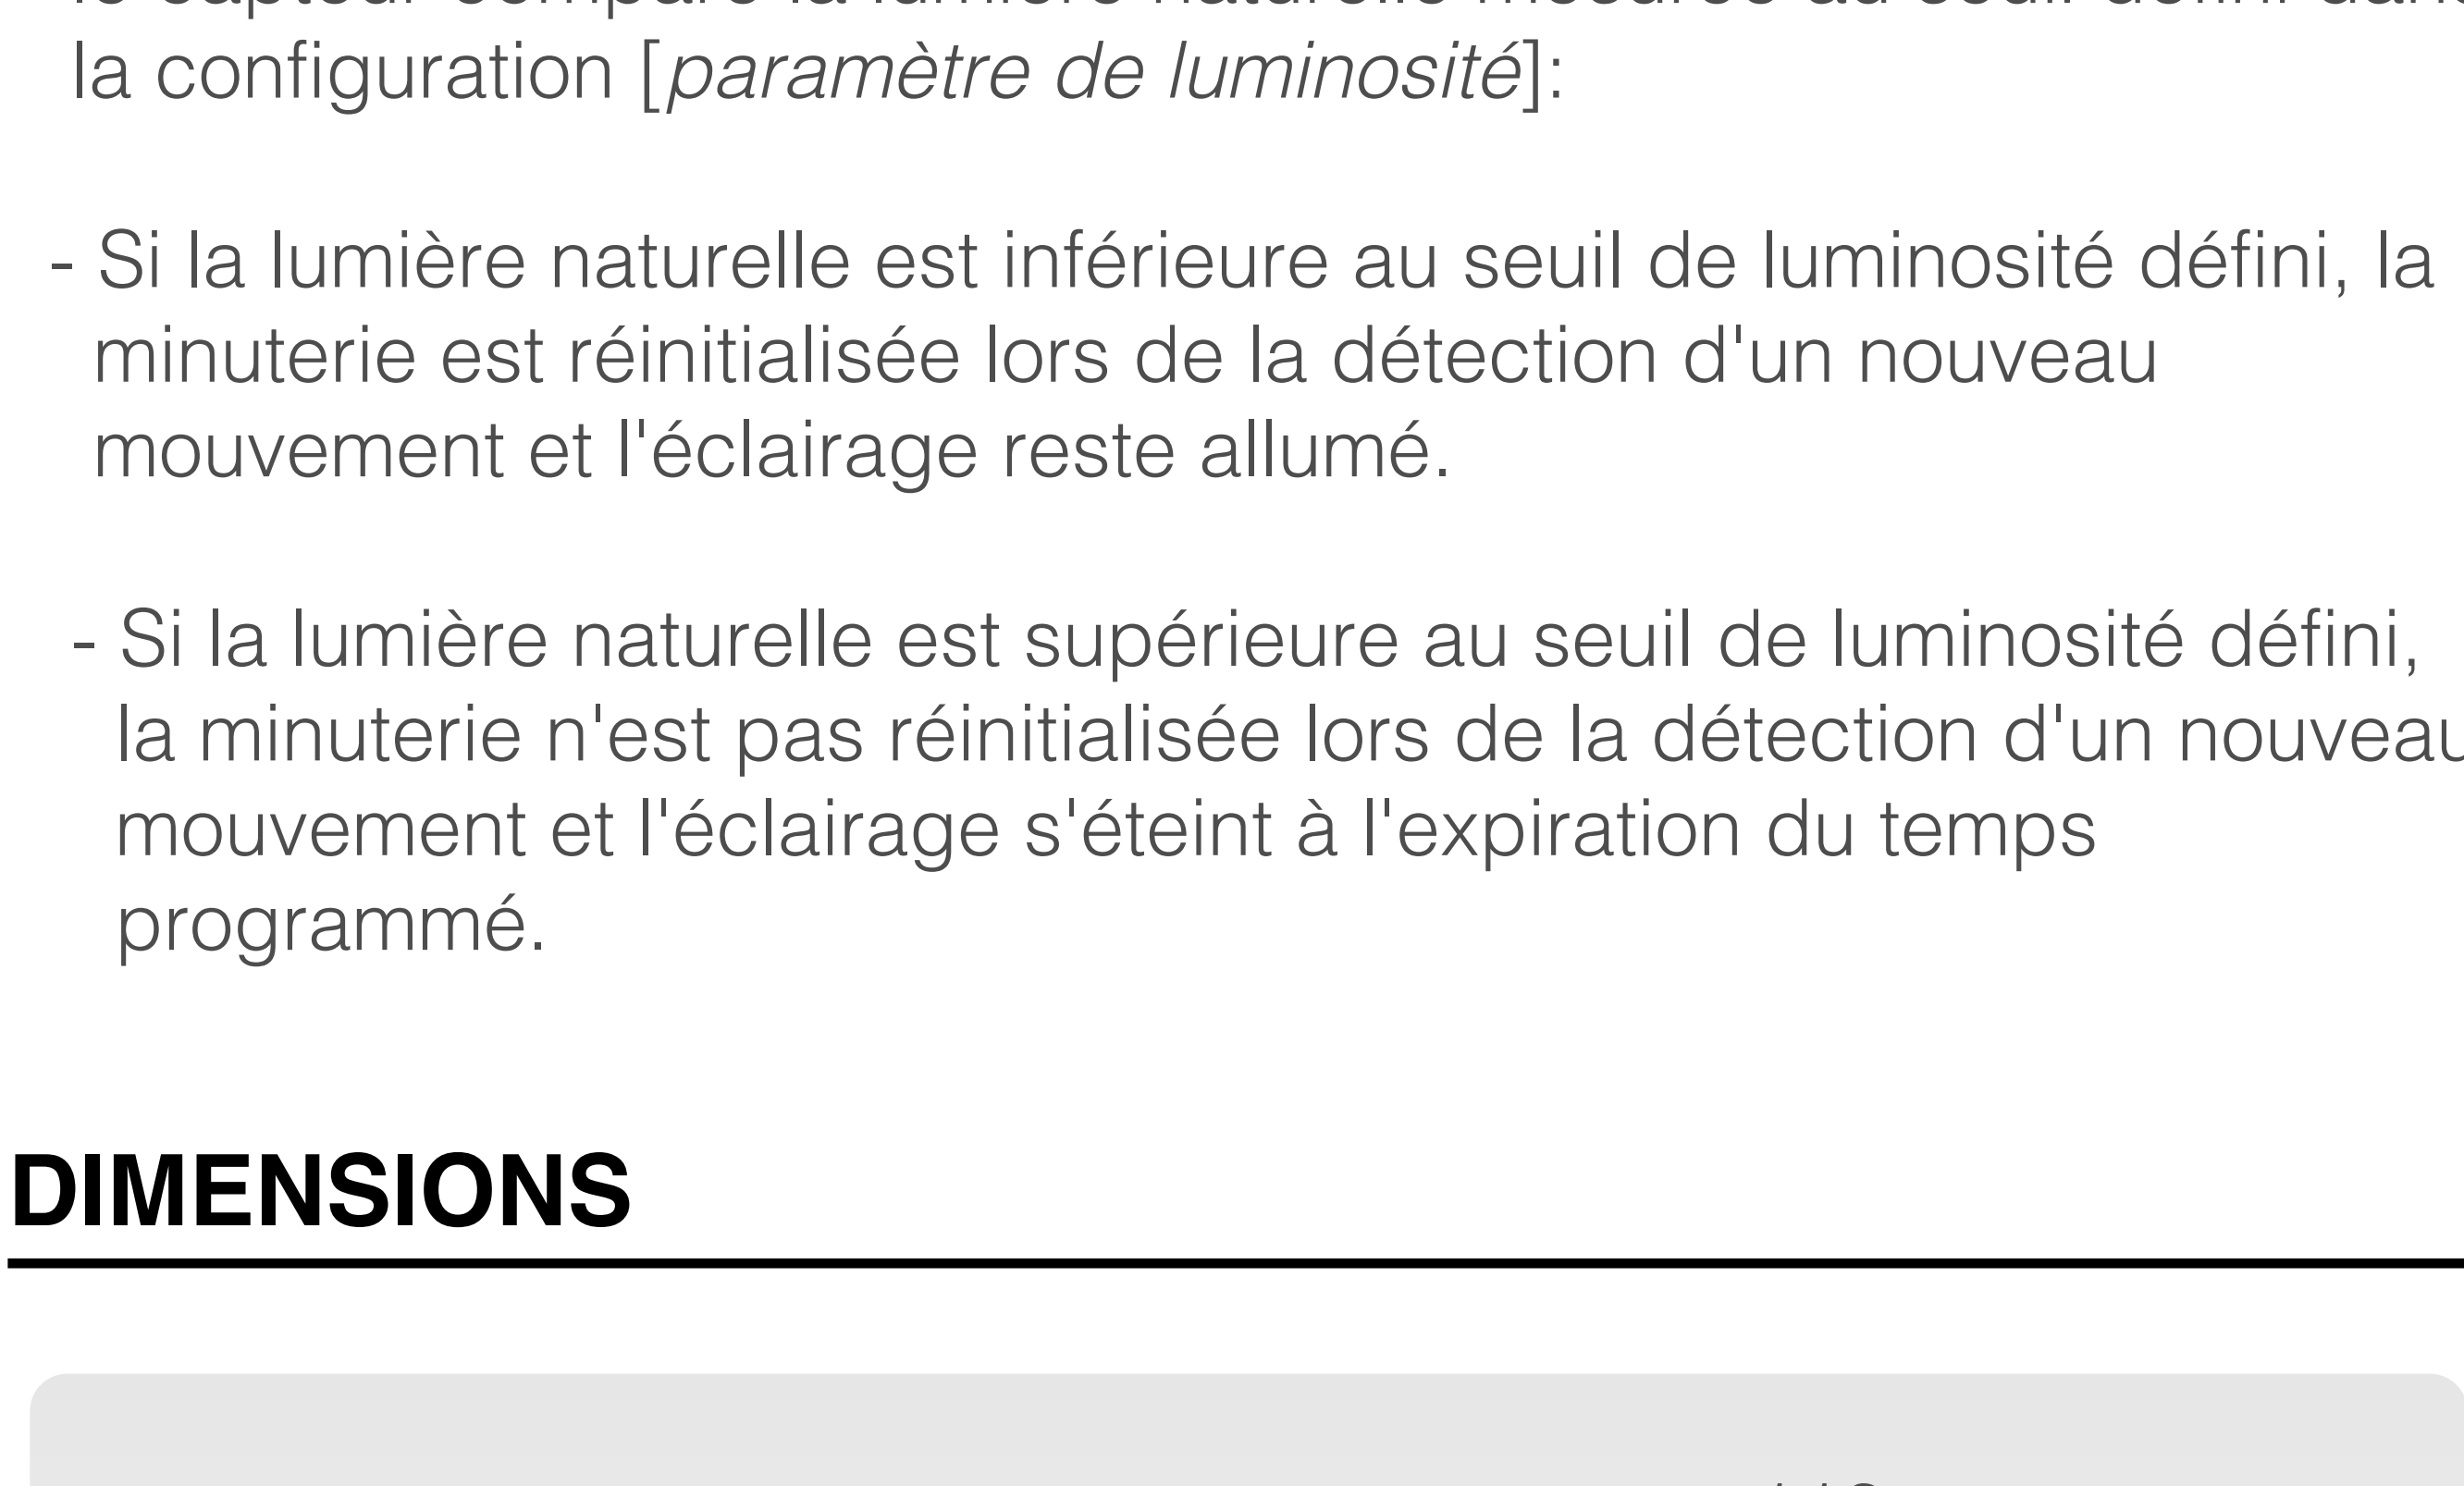 la configuration [paramètre de luminosité]:
- Si la lumière naturelle est inférieure au seuil de luminosité défini, la
minuterie est réinitialisée lors de la détection d'un nouveau
mouvement et l'éclairage reste allumé.
- Si la lumière naturelle est supérieure au seuil de luminosité défini,
la minuterie n'est pas réinitialisée lors de la détection d'un nouveau
mouvement et l'éclairage s'éteint à l'expiration du temps
programmé.
DIMENSIONS